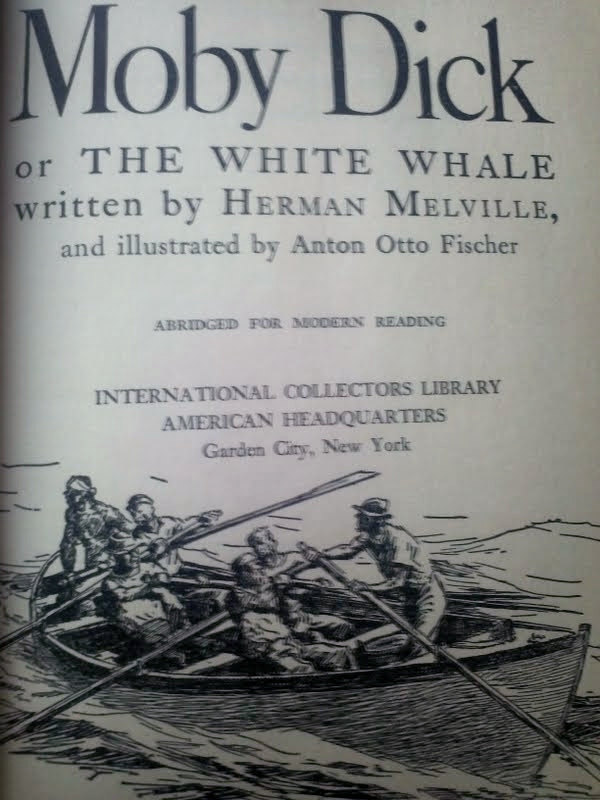 Moby Dick
or THE WHITE WHALE
written by HERMAN MELVILLE,
and illustrated by Anton Otto Fischer
ABRIDGED FOR MODERN READING
INTERNATIONAL COLLECTORS LIBRARY
AMERICAN HEADQUARTERS
Garden City, New York